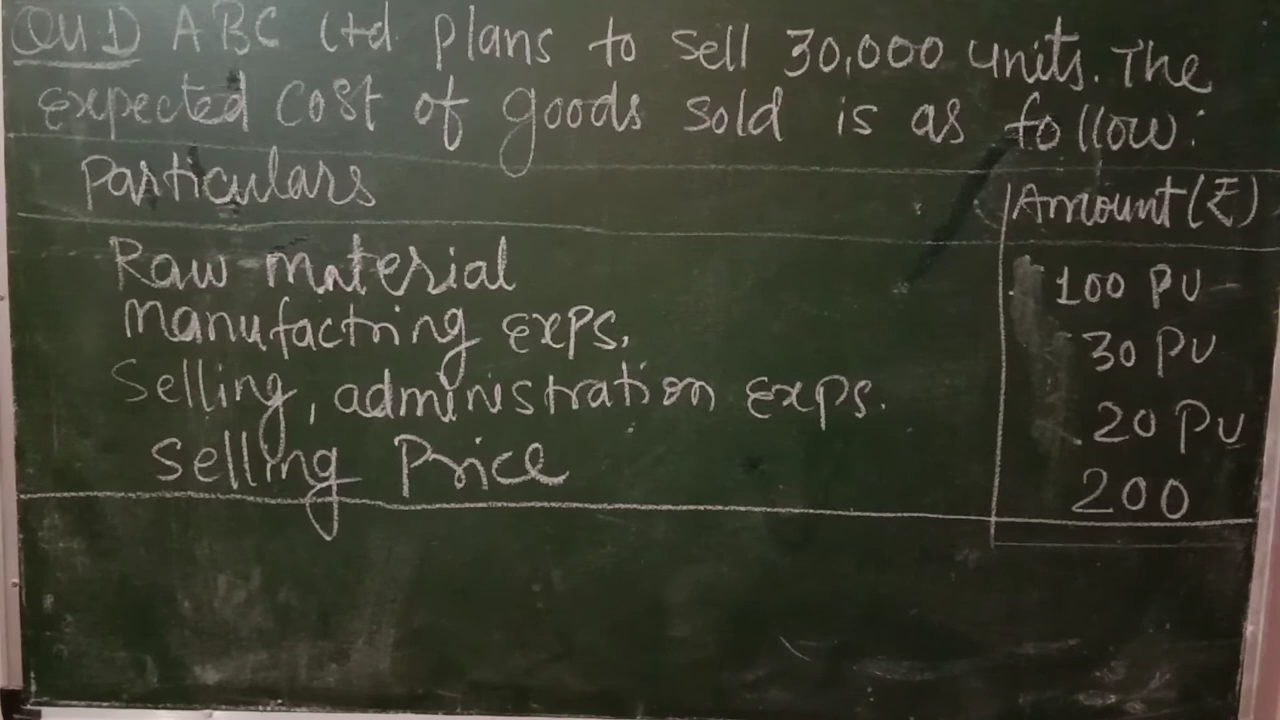 QU 1) ABC Ltd. Plans to sell 30,000 units. The
expected cost of goods sold is as follow:
Particulars Amount (₹)
Raw material 100 PU
Manufactring exps. 30 PU
Selling, administration exps. 20 PU
Selling Price 200